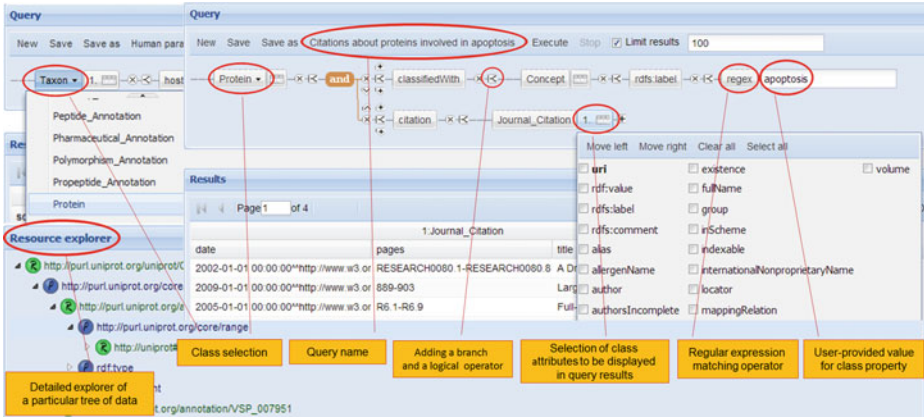 Query
New Save Save as Human para
Taxon 1. host
Peptide_Annotation
Pharmaceutical_Annotation
Polymorphism_Annotation
Propeptide_Annotation
Protein
Resource explorer
http://purl.uniprot.org/uniprot/
http://purl.uniprot.org/core
http://purl.uniprot.org/a
http://purl.uniprot.org/core/range
http://uniprot#
rdf:type
nt
t.org/annotation/VSP_007951
Query
New Save Save as Citations about proteins involved in apoptosis Execute Stop Limit results 100
Protein and classifiedWith Concept rdfs:label regex apoptosis
citation Journal_Citation 1.
Results
Page 1 of 4
1:Journal_Citation
date pages title
2002-01-01 00:00:00^^http://www.w3.or RESEARCH0080.1-RESEARCH0080.8 A Dr
2009-01-01 00:00:00^^http://www.w3.or 889-903 Larg
2005-01-01 00:00:00^^http://www.w3.or R6.1-R6.9 Full-
Move left Move right Clear all Select all
uri existence volume
rdf:value fullName
rdfs:label group
rdfs:comment inScheme
alias indexable
allergenName internationalNonproprietaryName
author locator
authorsIncomplete mappingRelation
Detailed explorer of
a particular tree of data
Class selection
Query name
Adding a branch
and a logical operator
Selection of class
attributes to be displayed
in query results
Regular expression
matching operator
User-provided value
for class property